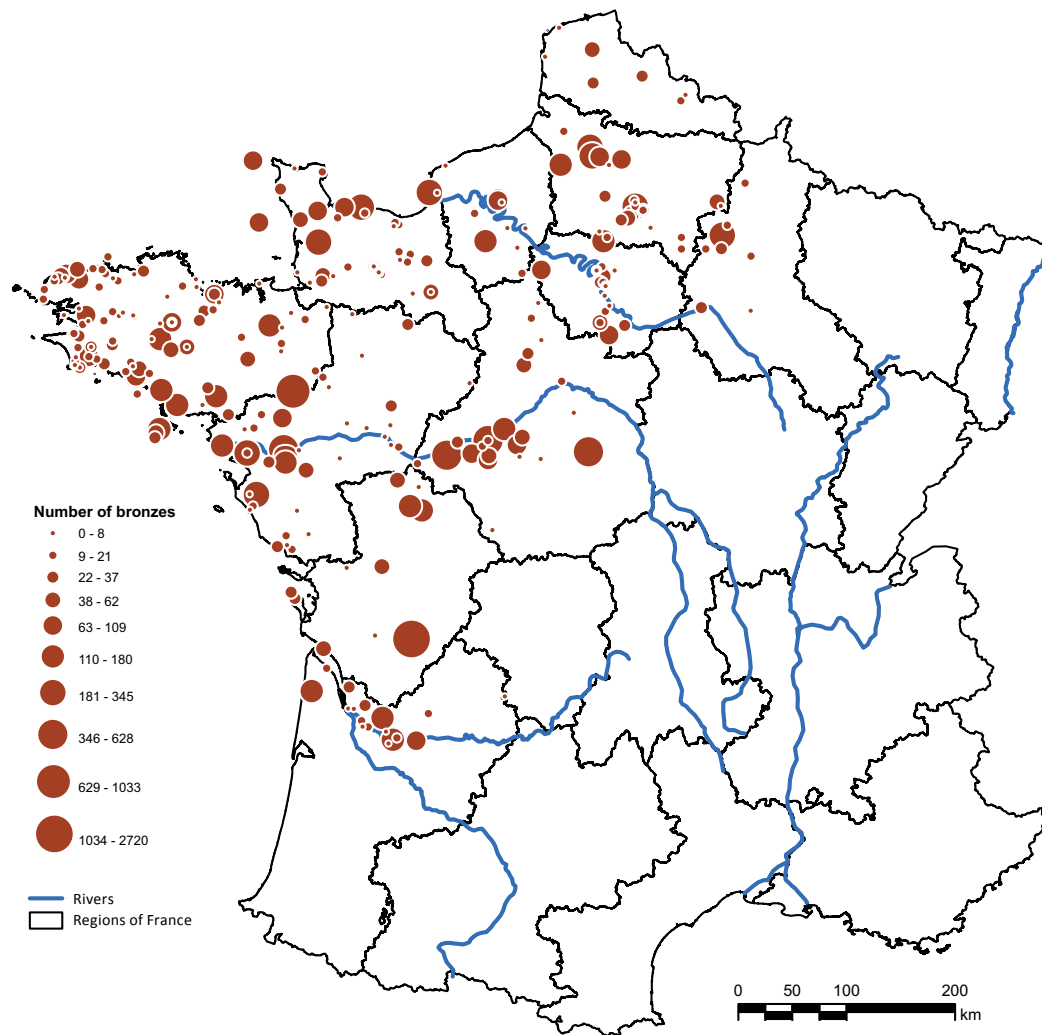 Number of bronzes
0 - 8
9 - 21
22 - 37
38 - 62
63 - 109
110 - 180
181 - 345
346 - 628
629 - 1033
1034 - 2720
Rivers
Regions of France
0 50 100 200
km